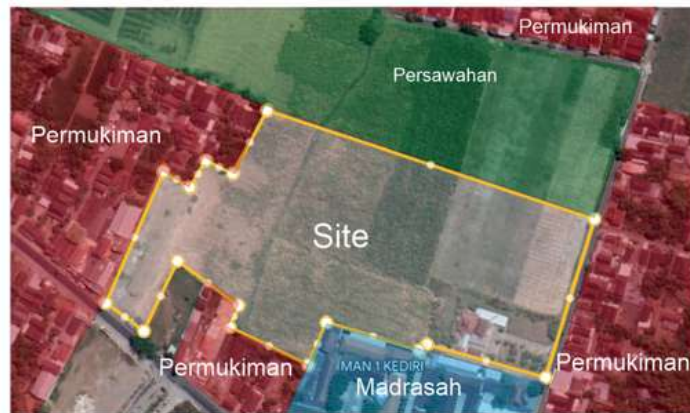 Permukiman
Persawahan
Permukiman
Site
MAN 1 KEDIRI
Permukiman
Madrasah
Permukiman